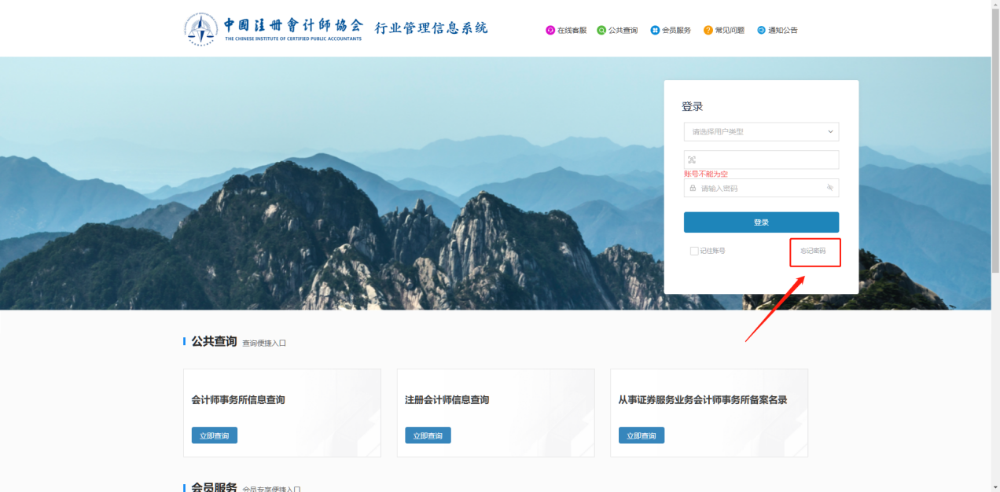 中國注册會计師協会 行业管理信息系统
THE CHINESE INSTITUTE OF CERTIFIED PUBLIC ACCOUNTANTS
在线客服 公共查询 会员服务 常见问题 通知公告
登录
请选择用户类型
账号不能为空
请输入密码
登录
记住账号 忘记密码
公共查询 查询便捷入口
会计师事务所信息查询
立即查询
注册会计师信息查询
立即查询
从事证券服务业务会计师事务所备案名录
立即查询
会员服务 会员专享便捷入口